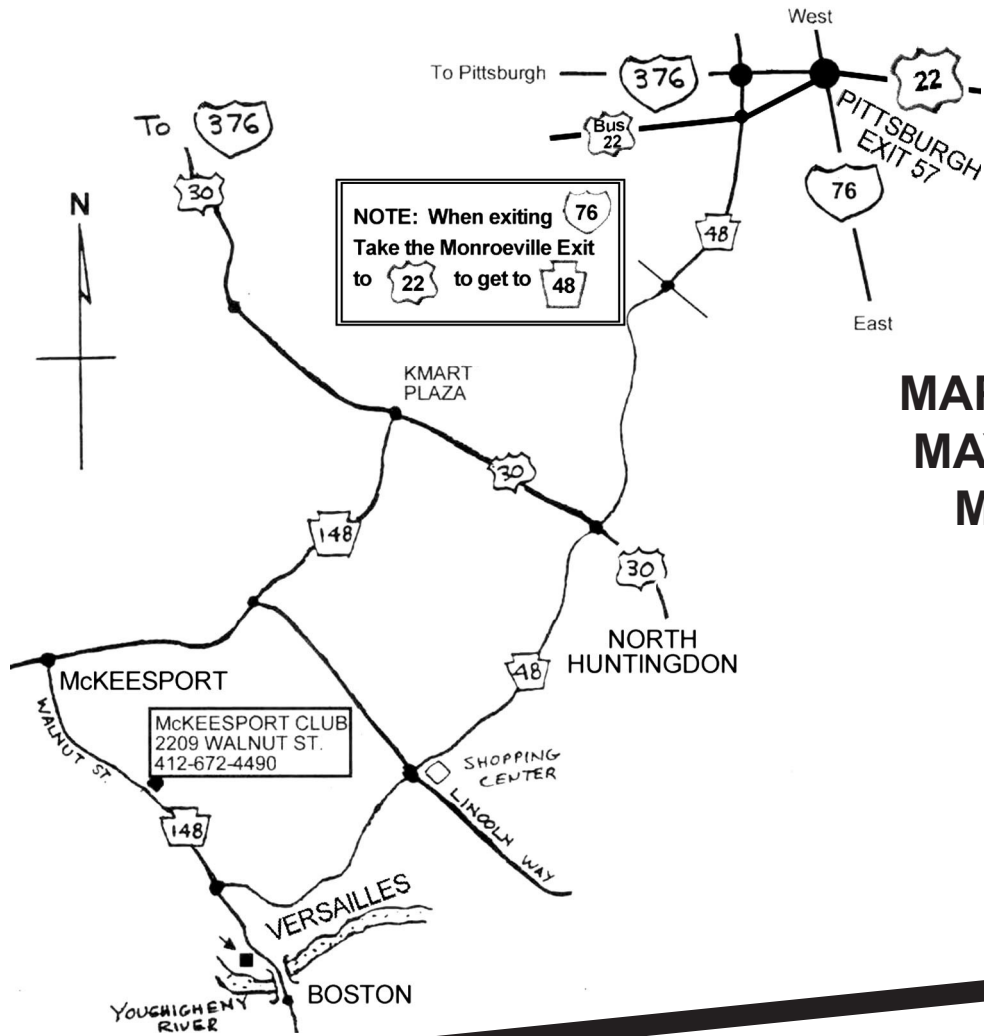 West
To Pittsburgh
376
22
Bus
22
PITTSBURGH
EXIT 57
76
East
To 376
30
N
NOTE: When exiting 76
Take the Monroeville Exit
to 22 to get to 48
48
KMART
PLAZA
30
148
30
NORTH
HUNTINGDON
48
McKEESPORT
WALNUT ST.
McKEESPORT CLUB
2209 WALNUT ST.
412-672-4490
SHOPPING
CENTER
LINCOLN WAY
148
VERSAILLES
BOSTON
YOUGHIGHENY
RIVER
MA
M